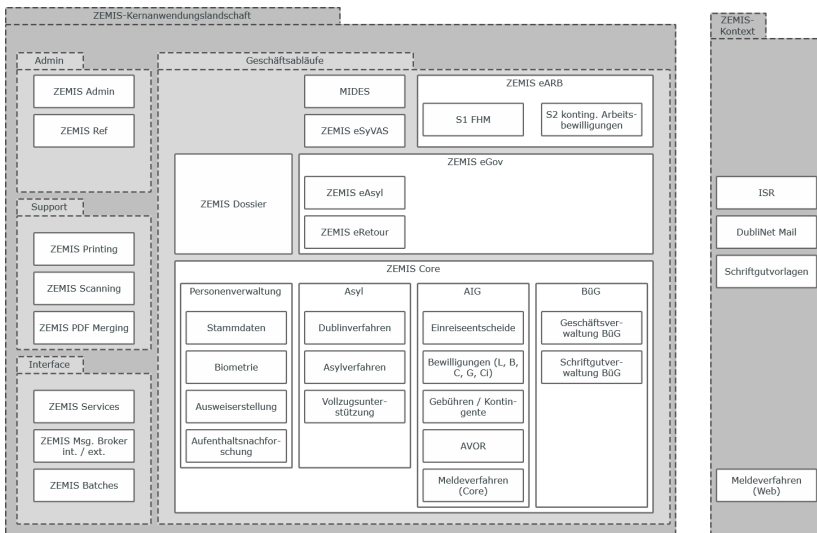 ZEMIS-Kernanwendungslandschaft
Admin
ZEMIS Admin
ZEMIS Ref
Support
ZEMIS Printing
ZEMIS Scanning
ZEMIS PDF Merging
Interface
ZEMIS Services
ZEMIS Msg. Broker
int. / ext.
ZEMIS Batches
Geschäftsabläufe
MIDES
ZEMIS eSyVAS
ZEMIS eARB
S1 FHM
S2 konting. Arbeits-
bewilligungen
ZEMIS Dossier
ZEMIS eGov
ZEMIS eAsyl
ZEMIS eRetour
ZEMIS Core
Personenverwaltung
Stammdaten
Biometrie
Ausweiserstellung
Aufenthaltsnachfor-
schung
Asyl
Dublinverfahren
Asylverfahren
Vollzugsunter-
stützung
AIG
Einreiseentscheide
Bewilligungen (L, B,
C, G, Ci)
Gebühren / Kontin-
gente
AVOR
Meldeverfahren
(Core)
BüG
Geschäftsver-
waltung BüG
Schriftgutver-
waltung BüG
ZEMIS-
Kontext
ISR
DubliNet Mail
Schriftgutvorlagen
Meldeverfahren
(Web)